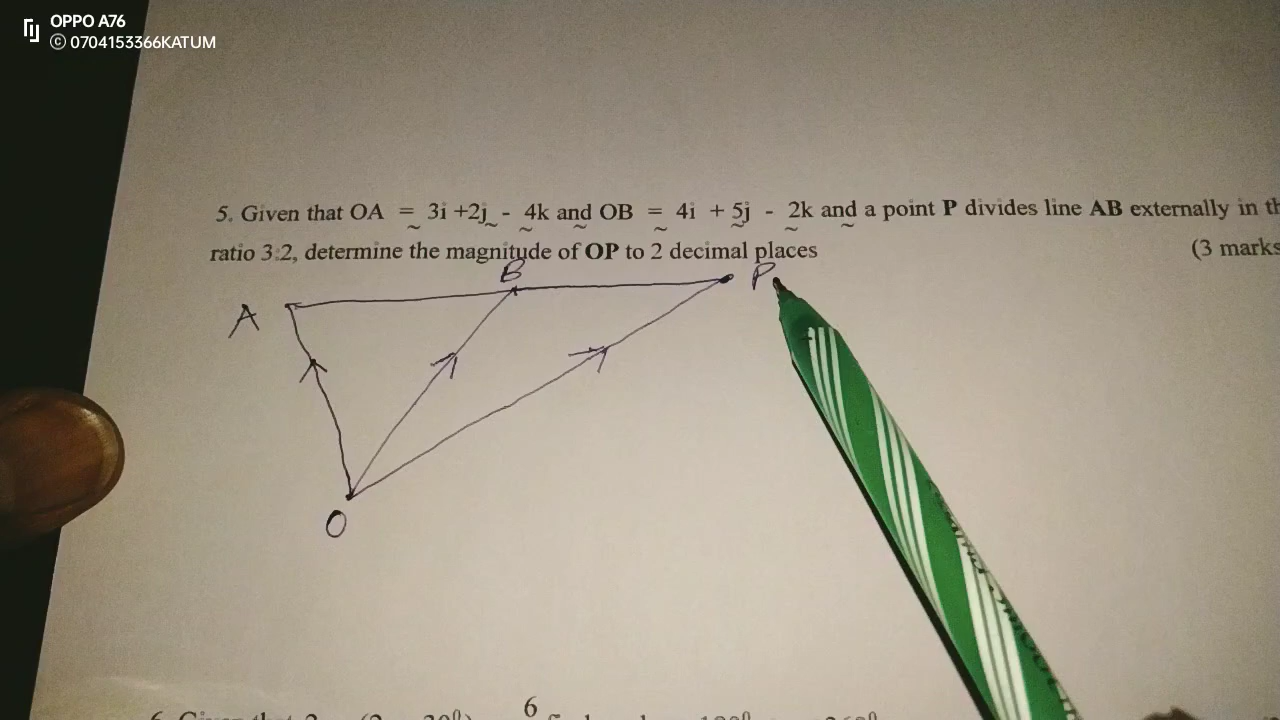 OPPO A76
© 0704153366KATUM
5. Given that OA = 3i +2j - 4k and OB = 4i + 5j - 2k and a point P divides line AB externally in th
ratio 3:2, determine the magnitude of OP to 2 decimal places (3 marks
B
P
A
O
6